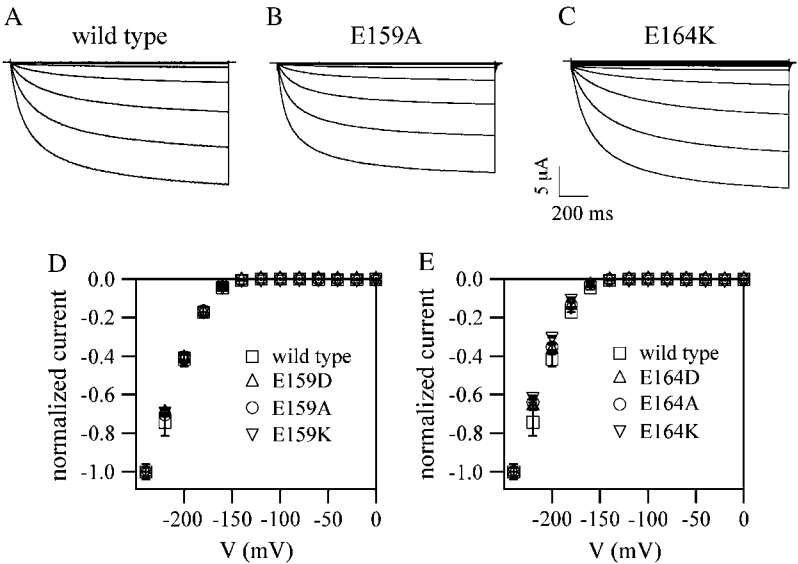 A
wild type
B
E159A
C
E164K
5 µA
200 ms
D
normalized current
0.0
-0.2
-0.4
-0.6
-0.8
-1.0
wild type
E159D
E159A
E159K
-200 -150 -100 -50 0
V (mV)
E
normalized current
0.0
-0.2
-0.4
-0.6
-0.8
-1.0
wild type
E164D
E164A
E164K
-200 -150 -100 -50 0
V (mV)